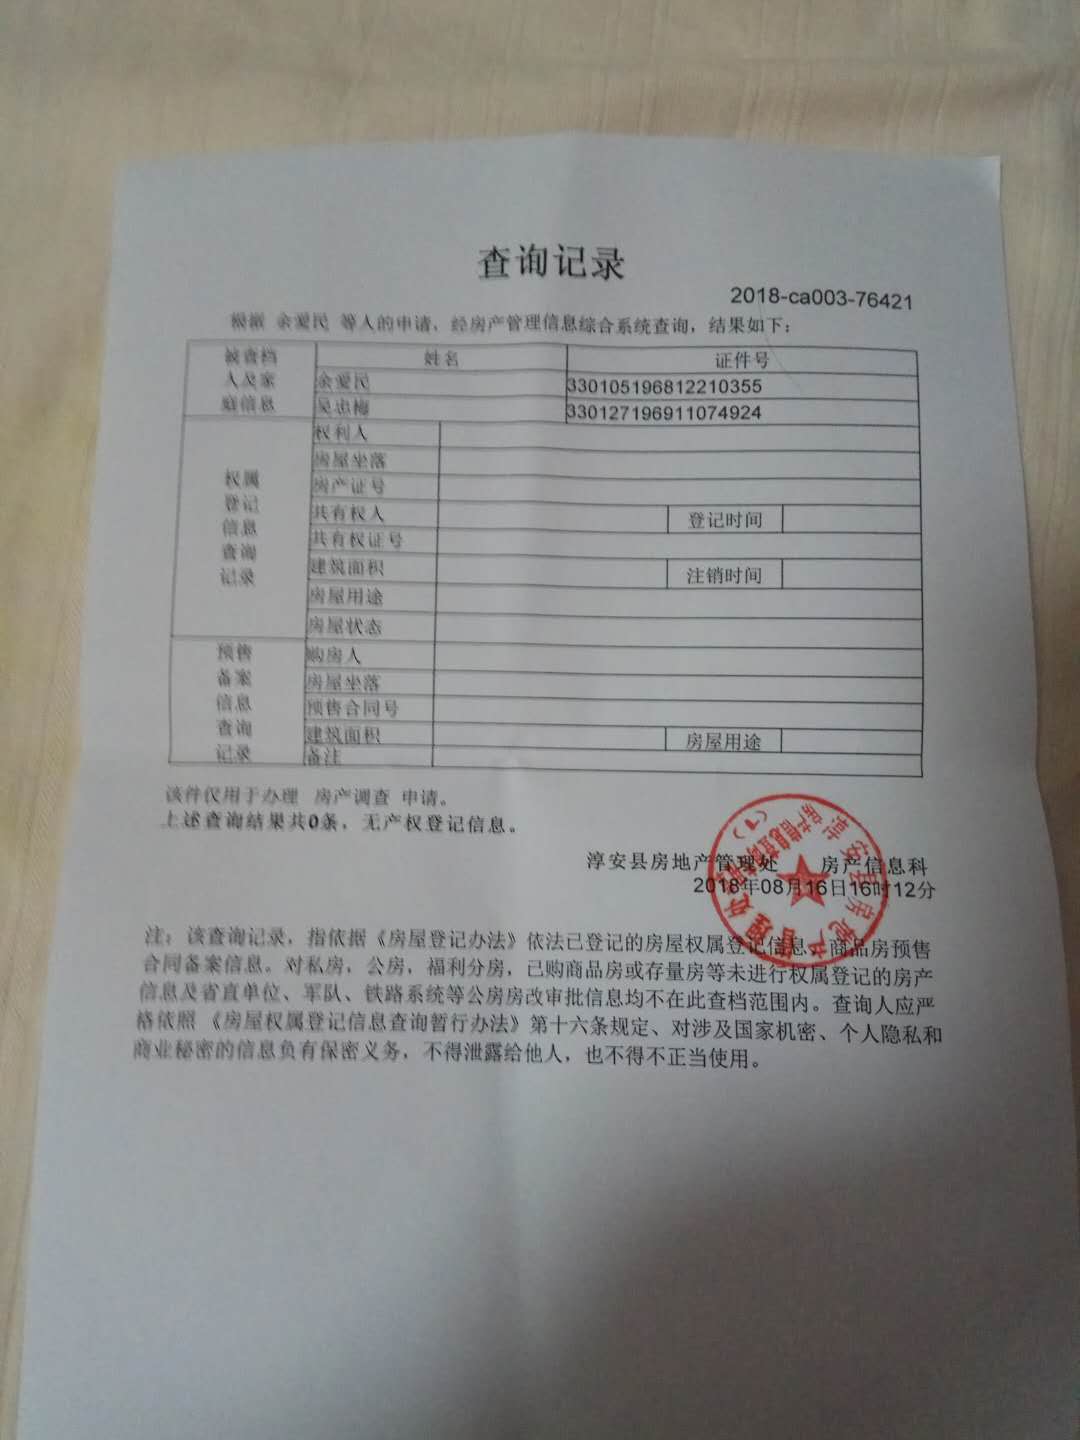 查询记录
2018-ca003-76421
根据 余爱民 等人的申请，经房产管理信息综合系统查询，结果如下：
被查档人及家庭信息
姓名 证件号
余爱民 330105196812210355
吴忠梅 330127196911074924
权属登记信息查询记录
权利人
房屋坐落
房产证号
共有权人 登记时间
共有权证号
建筑面积 注销时间
房屋用途
房屋状态
预售备案信息查询记录
购房人
房屋坐落
预售合同号
建筑面积 房屋用途
备注
该件仅用于办理 房产调查 申请。
上述查询结果共0条，无产权登记信息。
淳安县房地产管理处 房产信息科
2018年08月16日16时12分
淳安县房地产管理处
(1)
注：该查询记录，指依据《房屋登记办法》依法已登记的房屋权属登记信息、商品房预售
合同备案信息。对私房，公房，福利分房，已购商品房或存量房等未进行权属登记的房产
信息及省直单位、军队、铁路系统等公房房改审批信息均不在此查档范围内。查询人应严
格依照《房屋权属登记信息查询暂行办法》第十六条规定、对涉及国家机密、个人隐私和
商业秘密的信息负有保密义务，不得泄露给他人，也不得不正当使用。